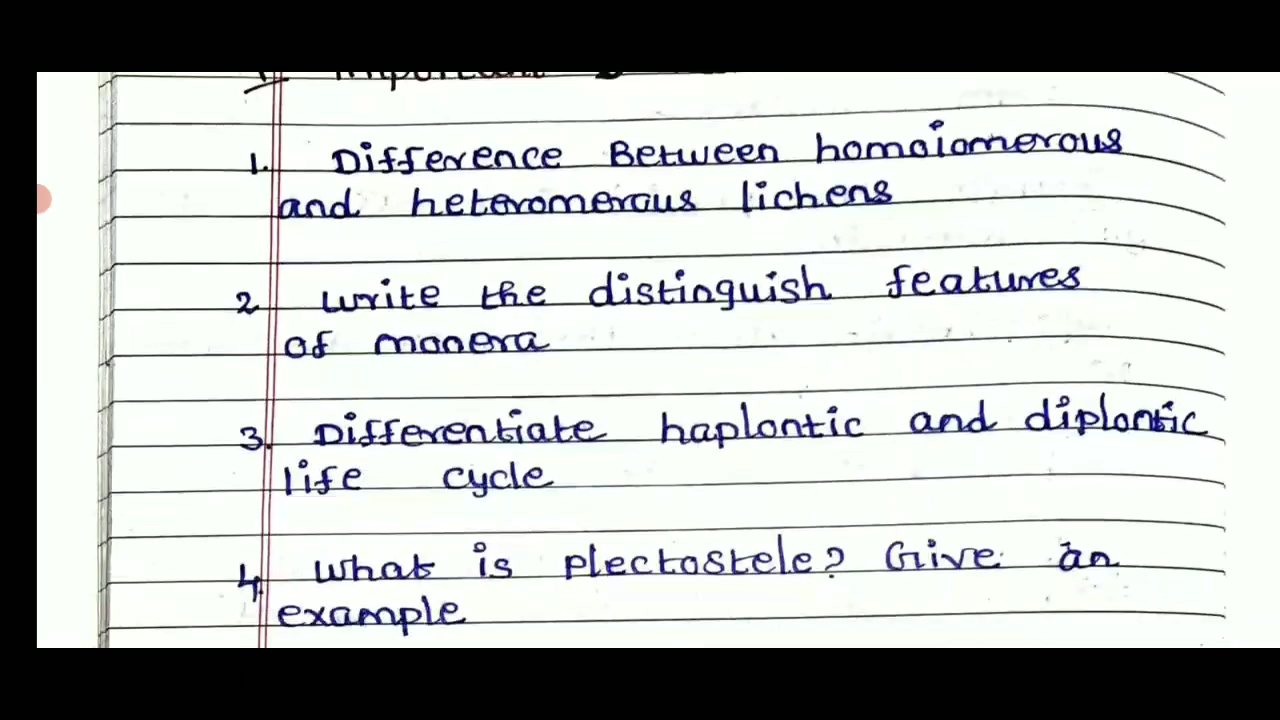 important
1. Difference Between homoiomerous
and heteromerous lichens
2 write the distinguish features
of monera
3. Differentiate haplontic and diplontic
life cycle
4. What is plectostele? Give an
example